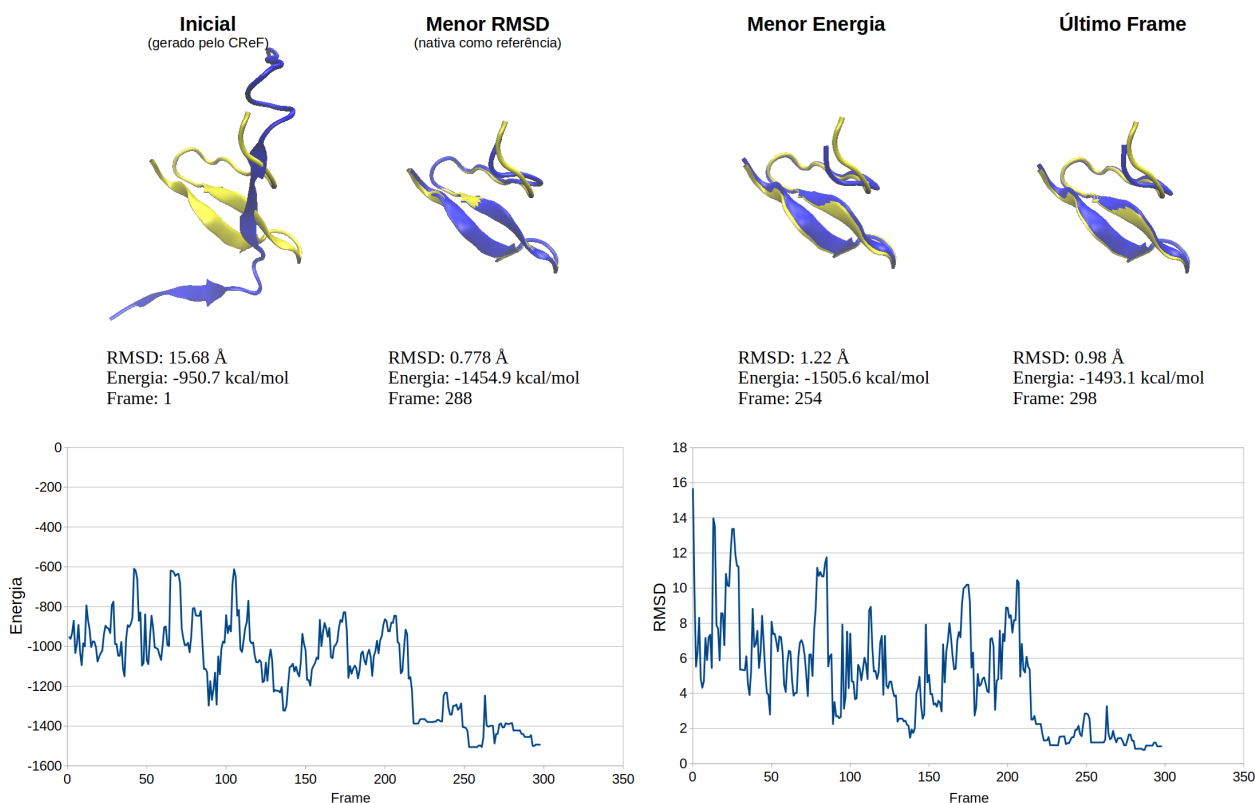 Inicial
(gerado pelo CReF)
Menor RMSD
(nativa como referência)
Menor Energia
Último Frame
RMSD: 15.68 Å
Energia: -950.7 kcal/mol
Frame: 1
RMSD: 0.778 Å
Energia: -1454.9 kcal/mol
Frame: 288
RMSD: 1.22 Å
Energia: -1505.6 kcal/mol
Frame: 254
RMSD: 0.98 Å
Energia: -1493.1 kcal/mol
Frame: 298
Energia
0
-200
-400
-600
-800
-1000
-1200
-1400
-1600
0 50 100 150 200 250 300 350
Frame
RMSD
18
16
14
12
10
8
6
4
2
0
0 50 100 150 200 250 300 350
Frame